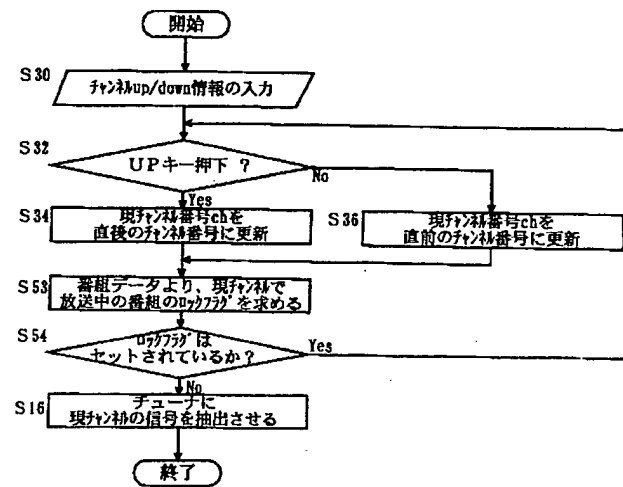 開始
S30
ﾁｬﾝﾈﾙup/down情報の入力
S32
UPキー押下 ?
No
Yes
S34
現ﾁｬﾝﾈﾙ番号chを
直後のチャンネル番号に更新
S36
現ﾁｬﾝﾈﾙ番号chを
直前のチャンネル番号に更新
S53
番組データより、現ﾁｬﾝﾈﾙで
放送中の番組のﾛｯｸﾌﾗｸﾞを求める
S54
ﾛｯｸﾌﾗｸﾞは
セットされているか?
Yes
No
S16
チューナに
現ﾁｬﾝﾈﾙの信号を抽出させる
終了